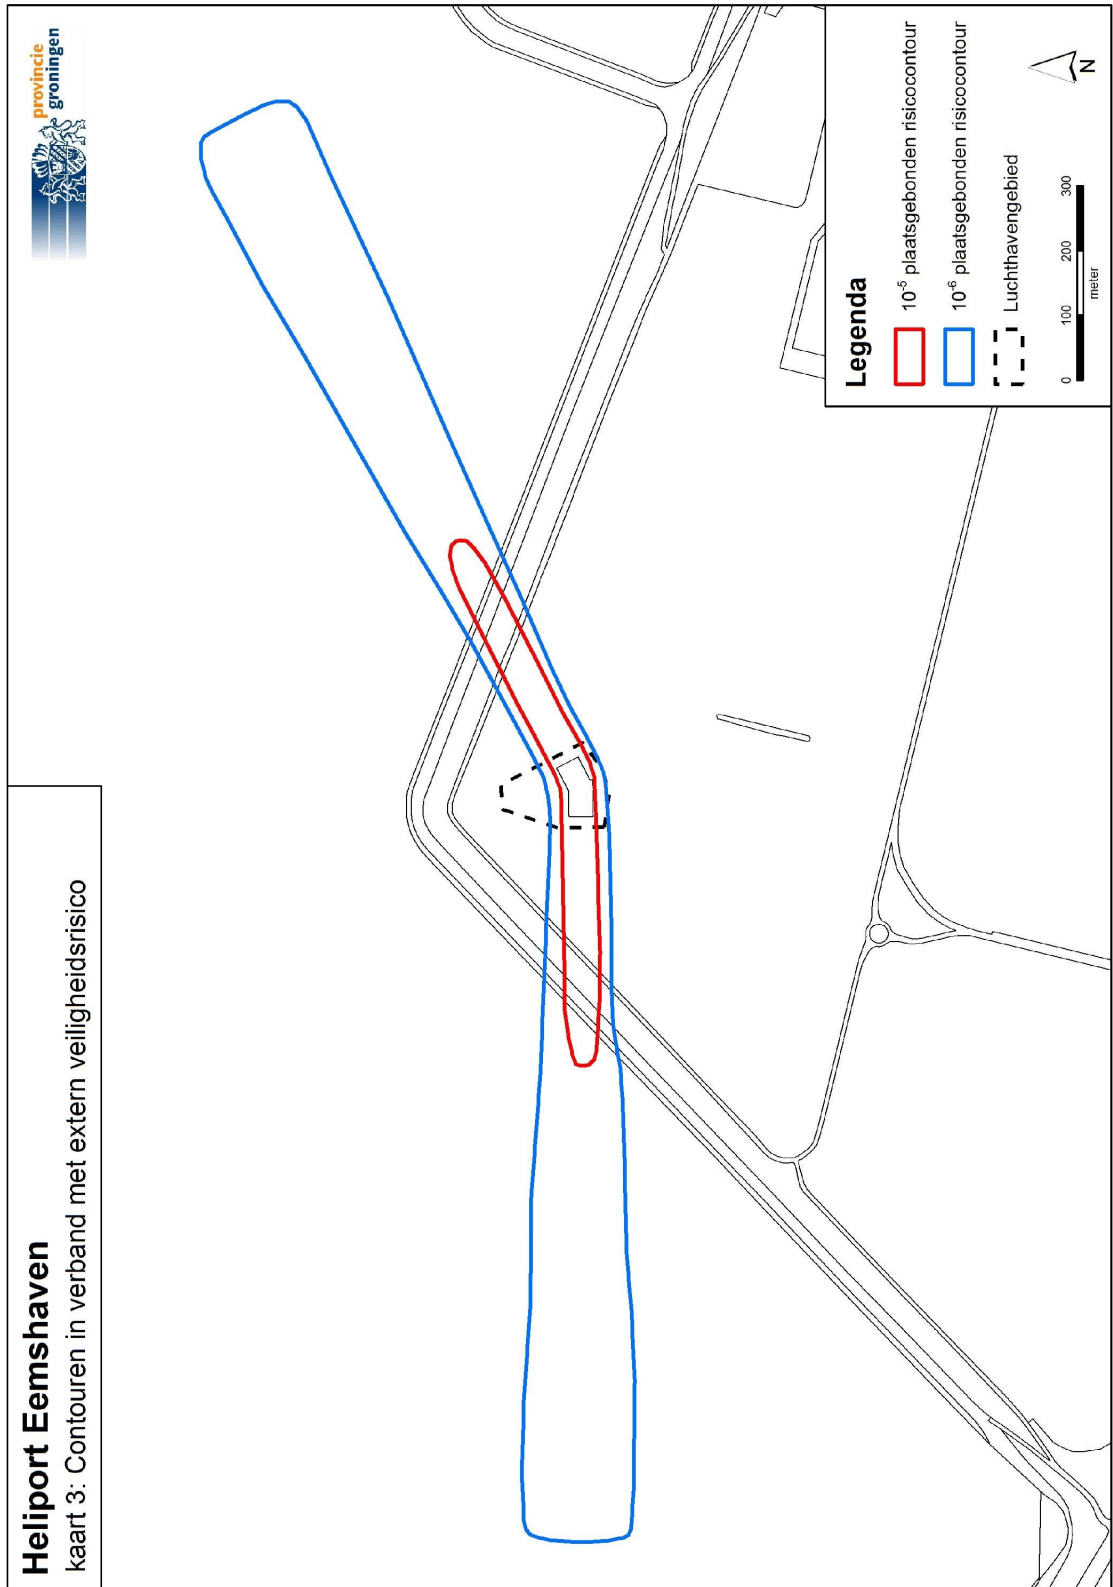 Heliport Eemshaven
kaart 3: Contouren in verband met extern veiligheidsrisico
provincie
groningen
Legenda
10⁻⁵ plaatsgebonden risicocontour
10⁻⁶ plaatsgebonden risicocontour
Luchthavengebied
0 100 200 300
meter
N